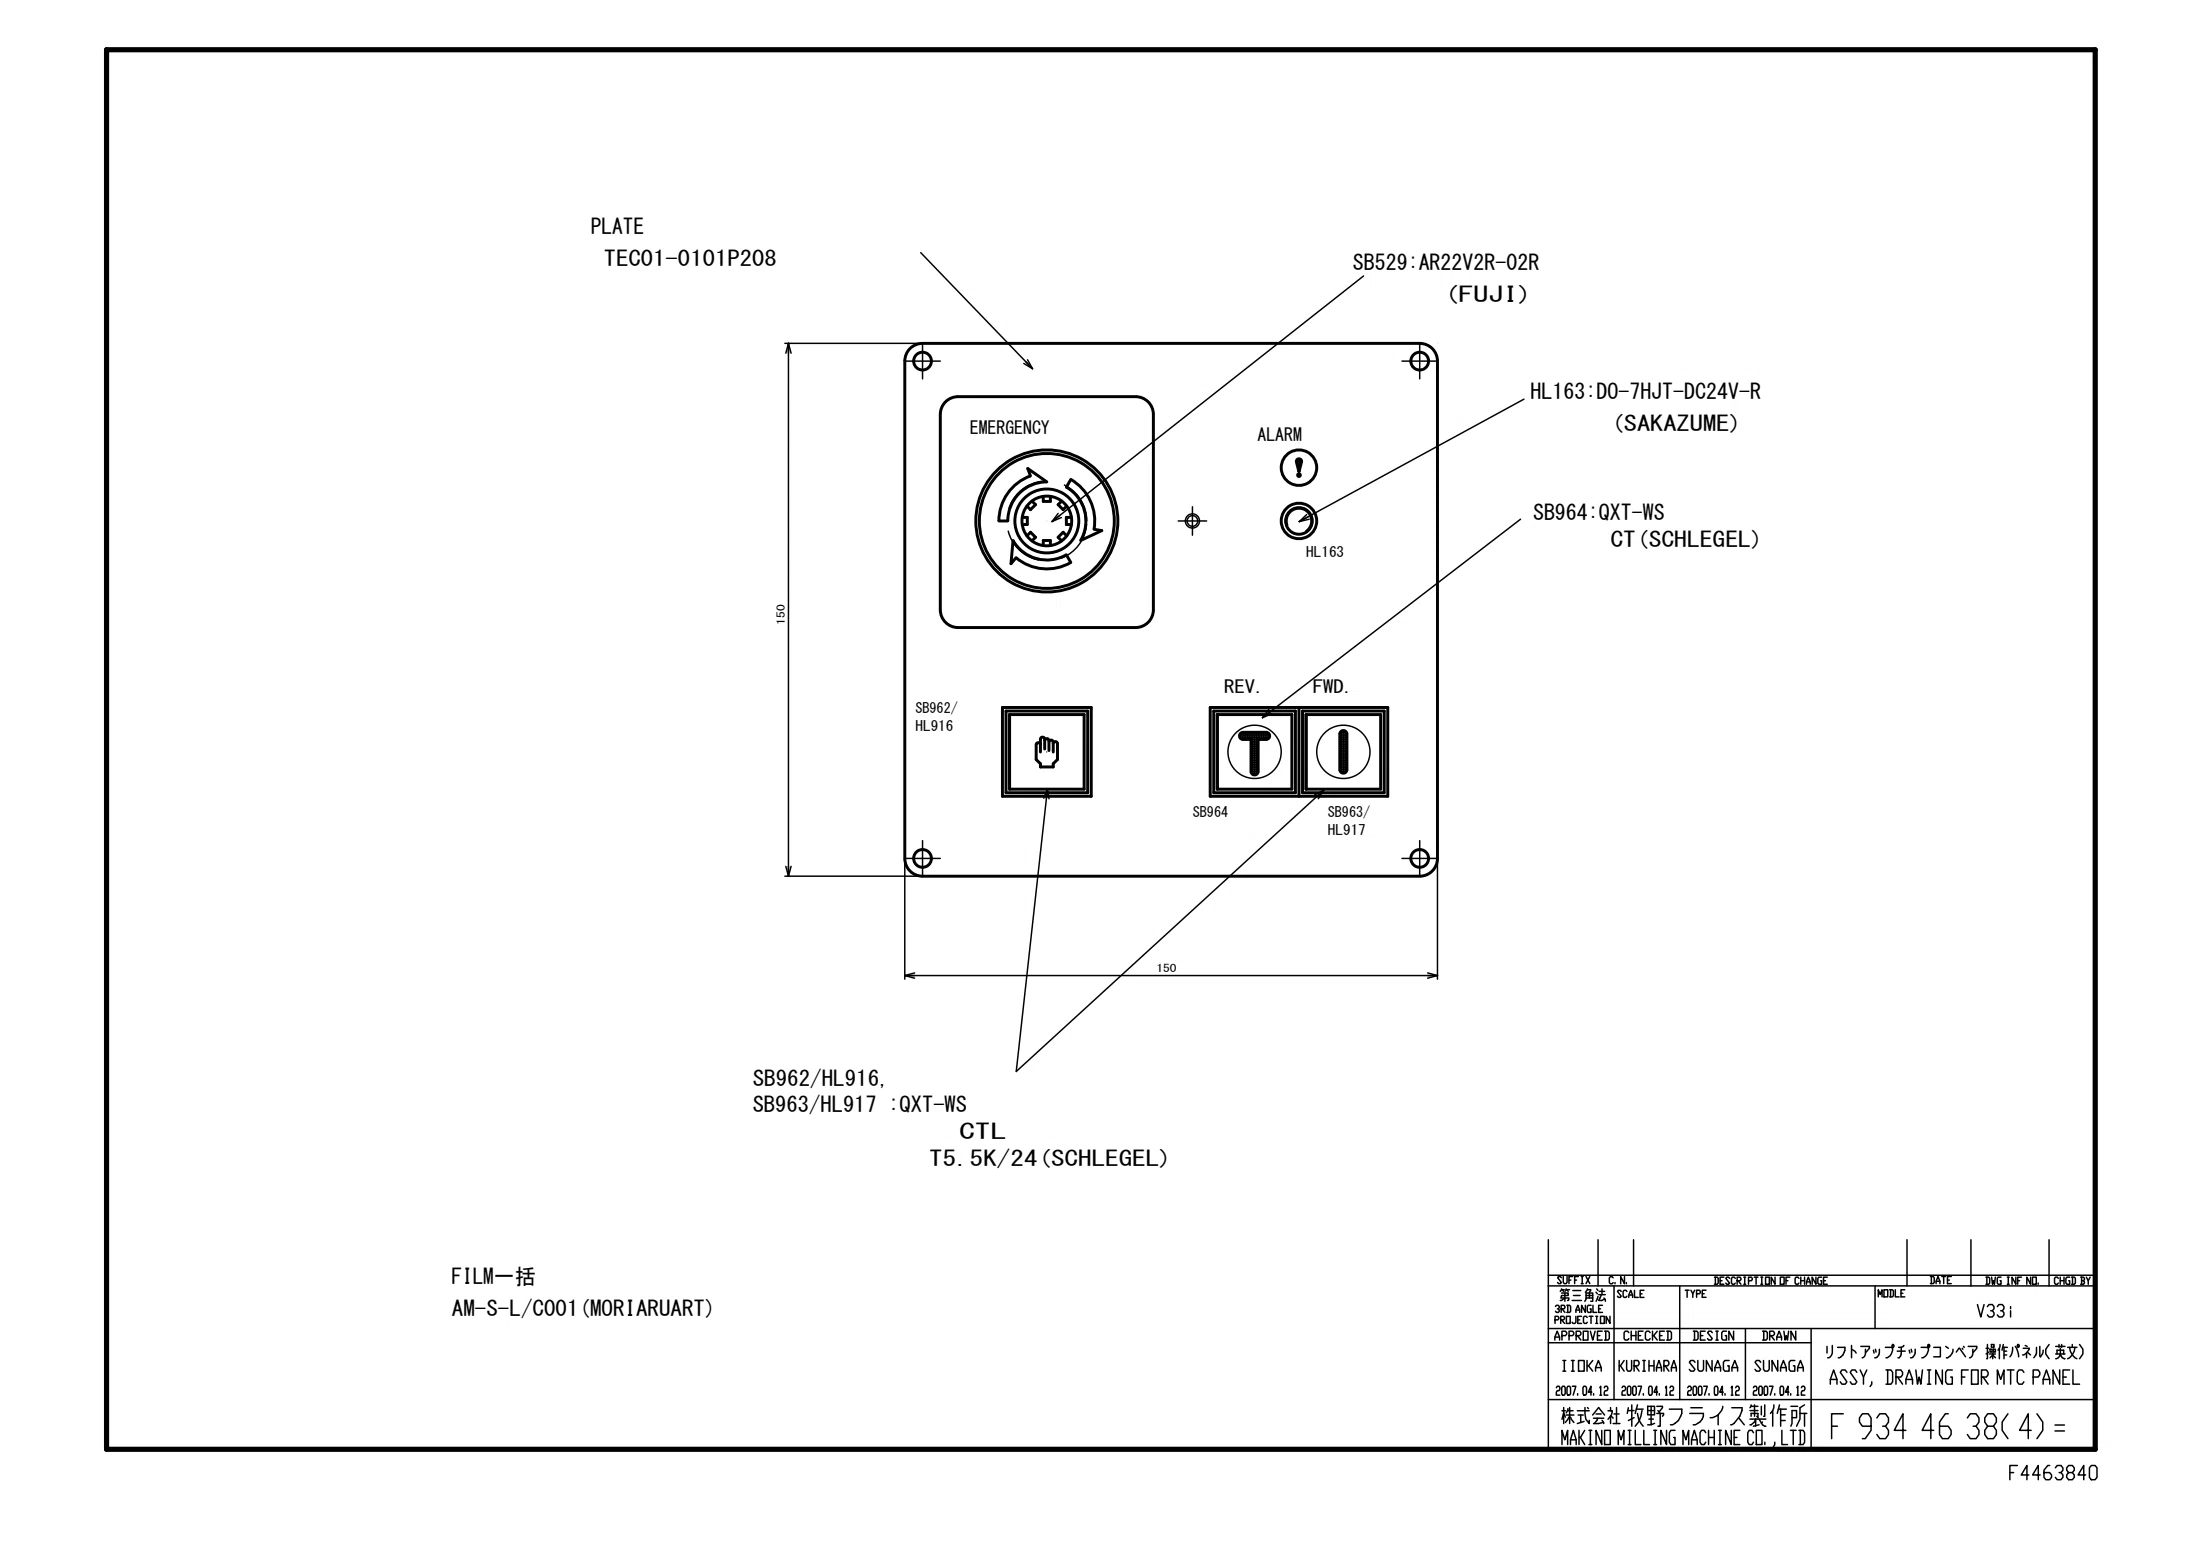 PLATE
TEC01-0101P208
SB529:AR22V2R-02R
(FUJI)
HL163:DO-7HJT-DC24V-R
(SAKAZUME)
SB964:QXT-WS
CT(SCHLEGEL)
EMERGENCY
ALARM
!
HL163
150
REV.
FWD.
SB962/
HL916
T
I
SB964
SB963/
HL917
150
SB962/HL916,
SB963/HL917 :QXT-WS
CTL
T5.5K/24(SCHLEGEL)
FILM一括
AM-S-L/C001(MORIARUART)
SUFFIX C.N. DESCRIPTION OF CHANGE DATE DWG INF NO. CHGD BY
第三角法
3RD ANGLE
PROJECTION
SCALE
TYPE
MODLE
V33i
APPROVED CHECKED DESIGN DRAWN
IIOKA KURIHARA SUNAGA SUNAGA
2007.04.12 2007.04.12 2007.04.12 2007.04.12
リフトアップチップコンベア 操作パネル(英文)
ASSY, DRAWING FOR MTC PANEL
株式会社 牧野フライス製作所
MAKINO MILLING MACHINE CO.,LTD
F 934 46 38(4)=
F4463840